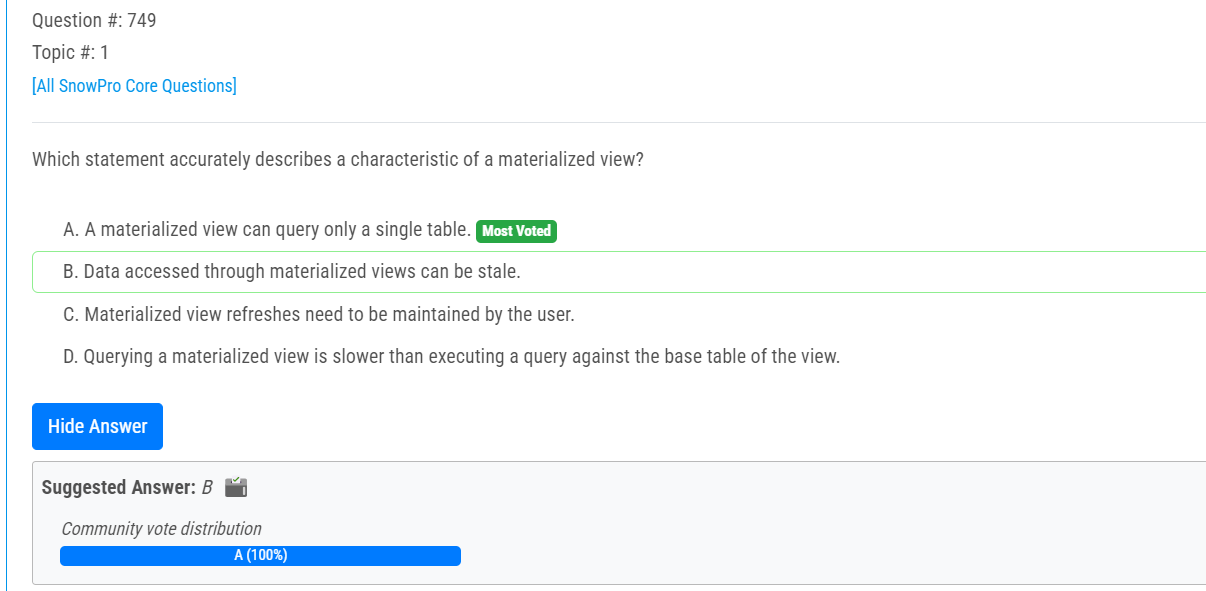 Question #: 749
Topic #: 1
[All SnowPro Core Questions]
Which statement accurately describes a characteristic of a materialized view?
A. A materialized view can query only a single table. Most Voted
B. Data accessed through materialized views can be stale.
C. Materialized view refreshes need to be maintained by the user.
D. Querying a materialized view is slower than executing a query against the base table of the view.
Hide Answer
Suggested Answer: B
Community vote distribution
A (100%)